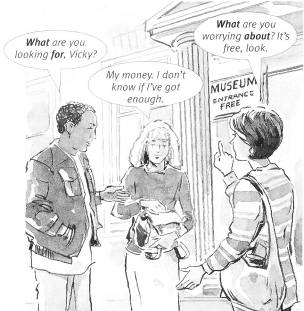 What are you
looking for, Vicky?
My money. I don't
know if I've got
enough.
What are you
worrying about? It's
free, look.
MUSEUM
ENTRANCE
FREE